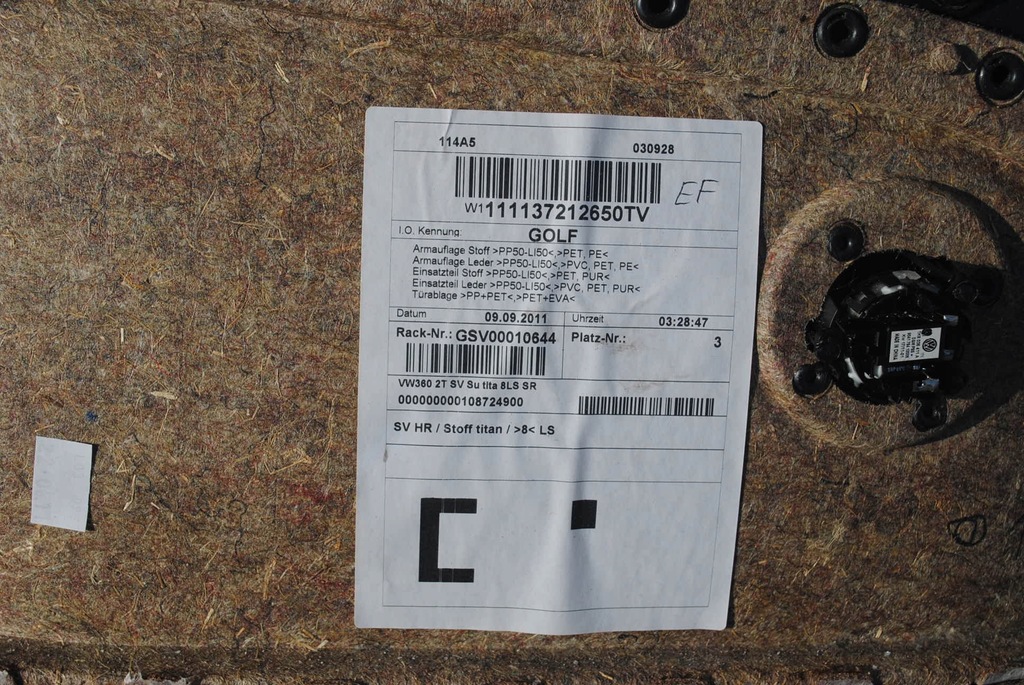 114A5 030928
W1111137212650TV
EF
I.O. Kennung: GOLF
Armauflage Stoff >PP50-LI50<,>PET, PE<
Armauflage Leder >PP50-LI50<,>PVC, PET, PE<
Einsatzteil Stoff >PP50-LI50<,>PET, PUR<
Einsatzteil Leder >PP50-LI50<,>PVC, PET, PUR<
Türablage >PP+PET<,>PET+EVA<
Datum 09.09.2011 Uhrzeit 03:28:47
Rack-Nr.: GSV00010644 Platz-Nr.: 3
VW360 2T SV Su tita 8LS SR
000000000108724900
SV HR / Stoff titan / >8< LS